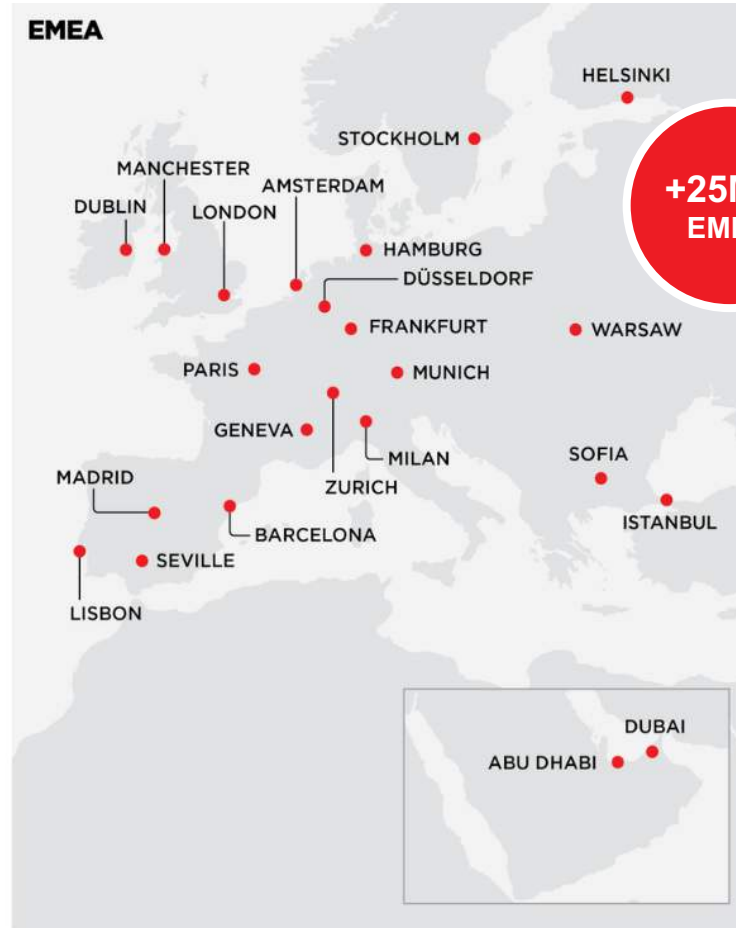 EMEA
HELSINKI
STOCKHOLM
MANCHESTER
AMSTERDAM
DUBLIN
LONDON
HAMBURG
DÜSSELDORF
FRANKFURT
WARSAW
PARIS
MUNICH
GENEVA
MILAN
SOFIA
MADRID
ZURICH
ISTANBUL
BARCELONA
SEVILLE
LISBON
DUBAI
ABU DHABI